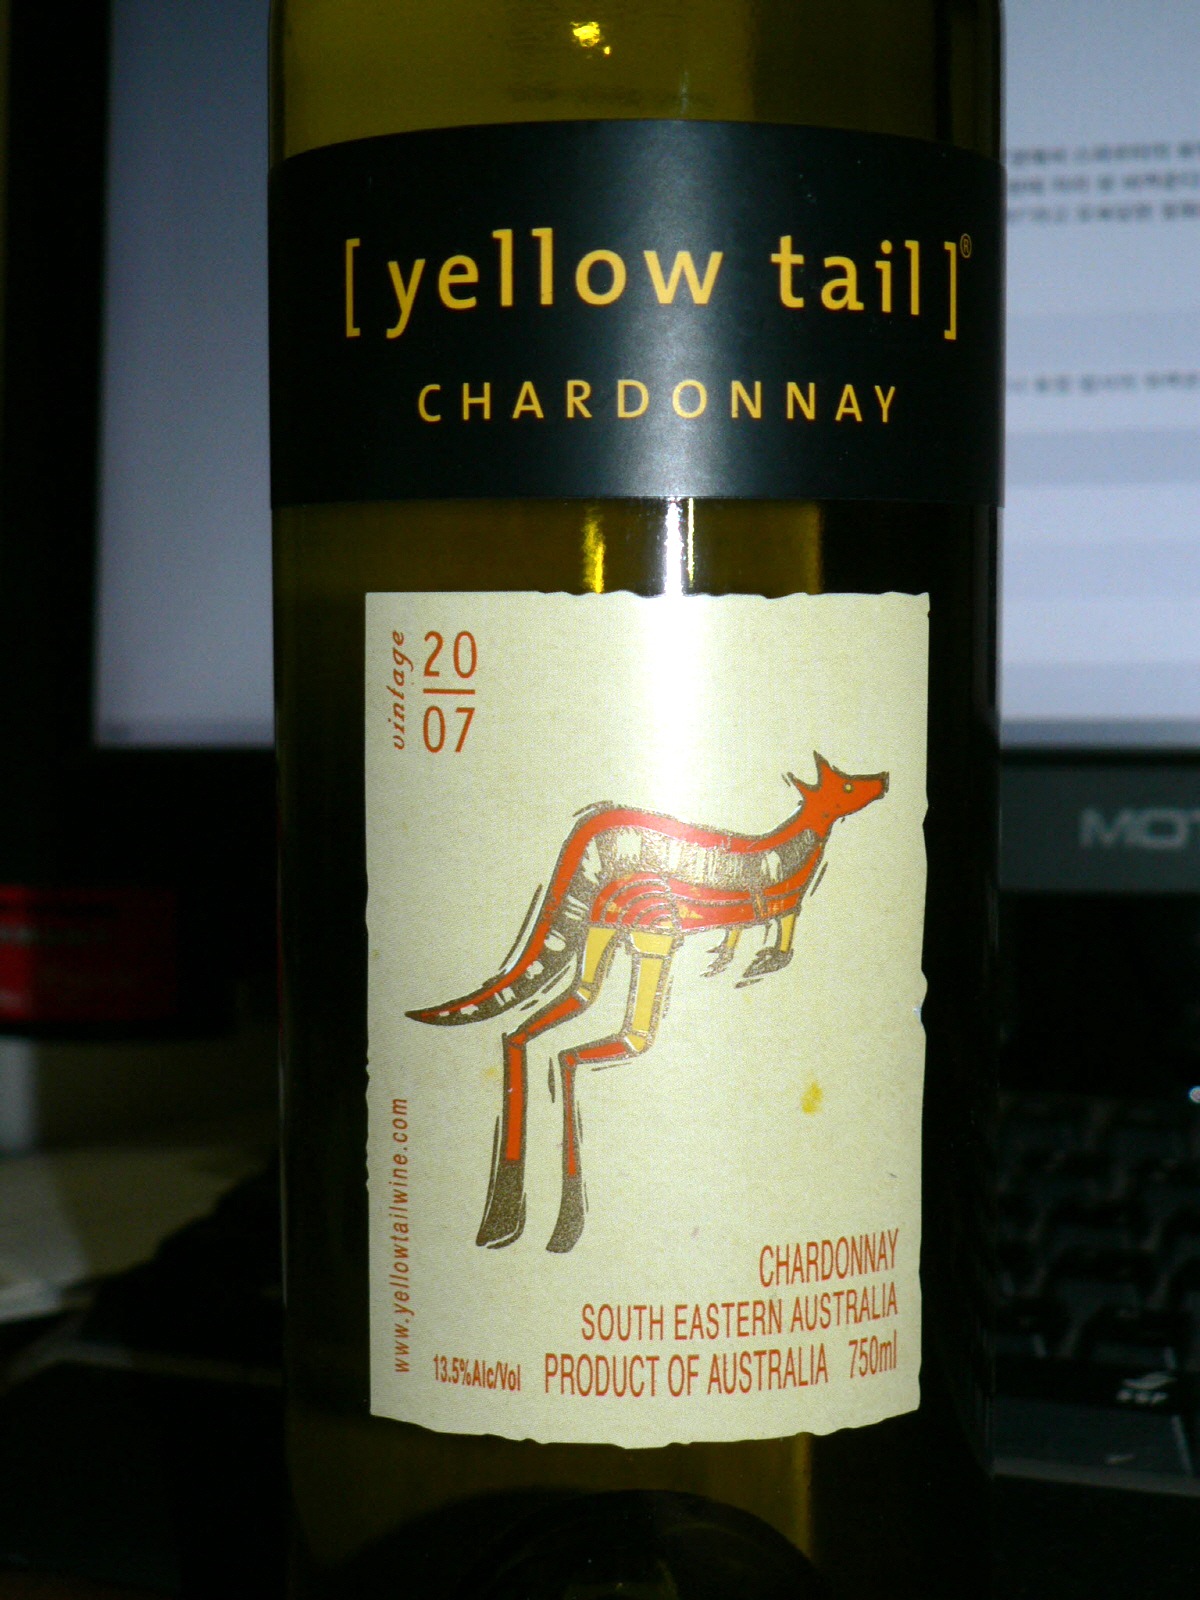 [ yellow tail ]®
CHARDONNAY
vintage
20
07
www.yellowtailwine.com
CHARDONNAY
SOUTH EASTERN AUSTRALIA
13.5%Alc/Vol PRODUCT OF AUSTRALIA 750ml